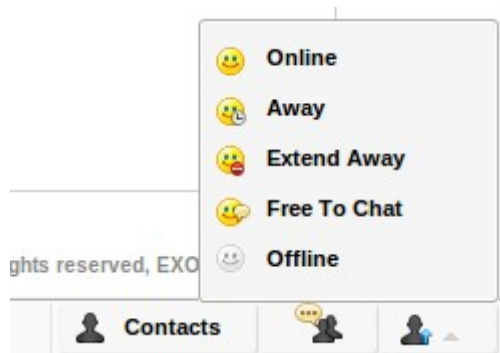 Online
Away
Extend Away
Free To Chat
Offline
ghts reserved, EXO
Contacts